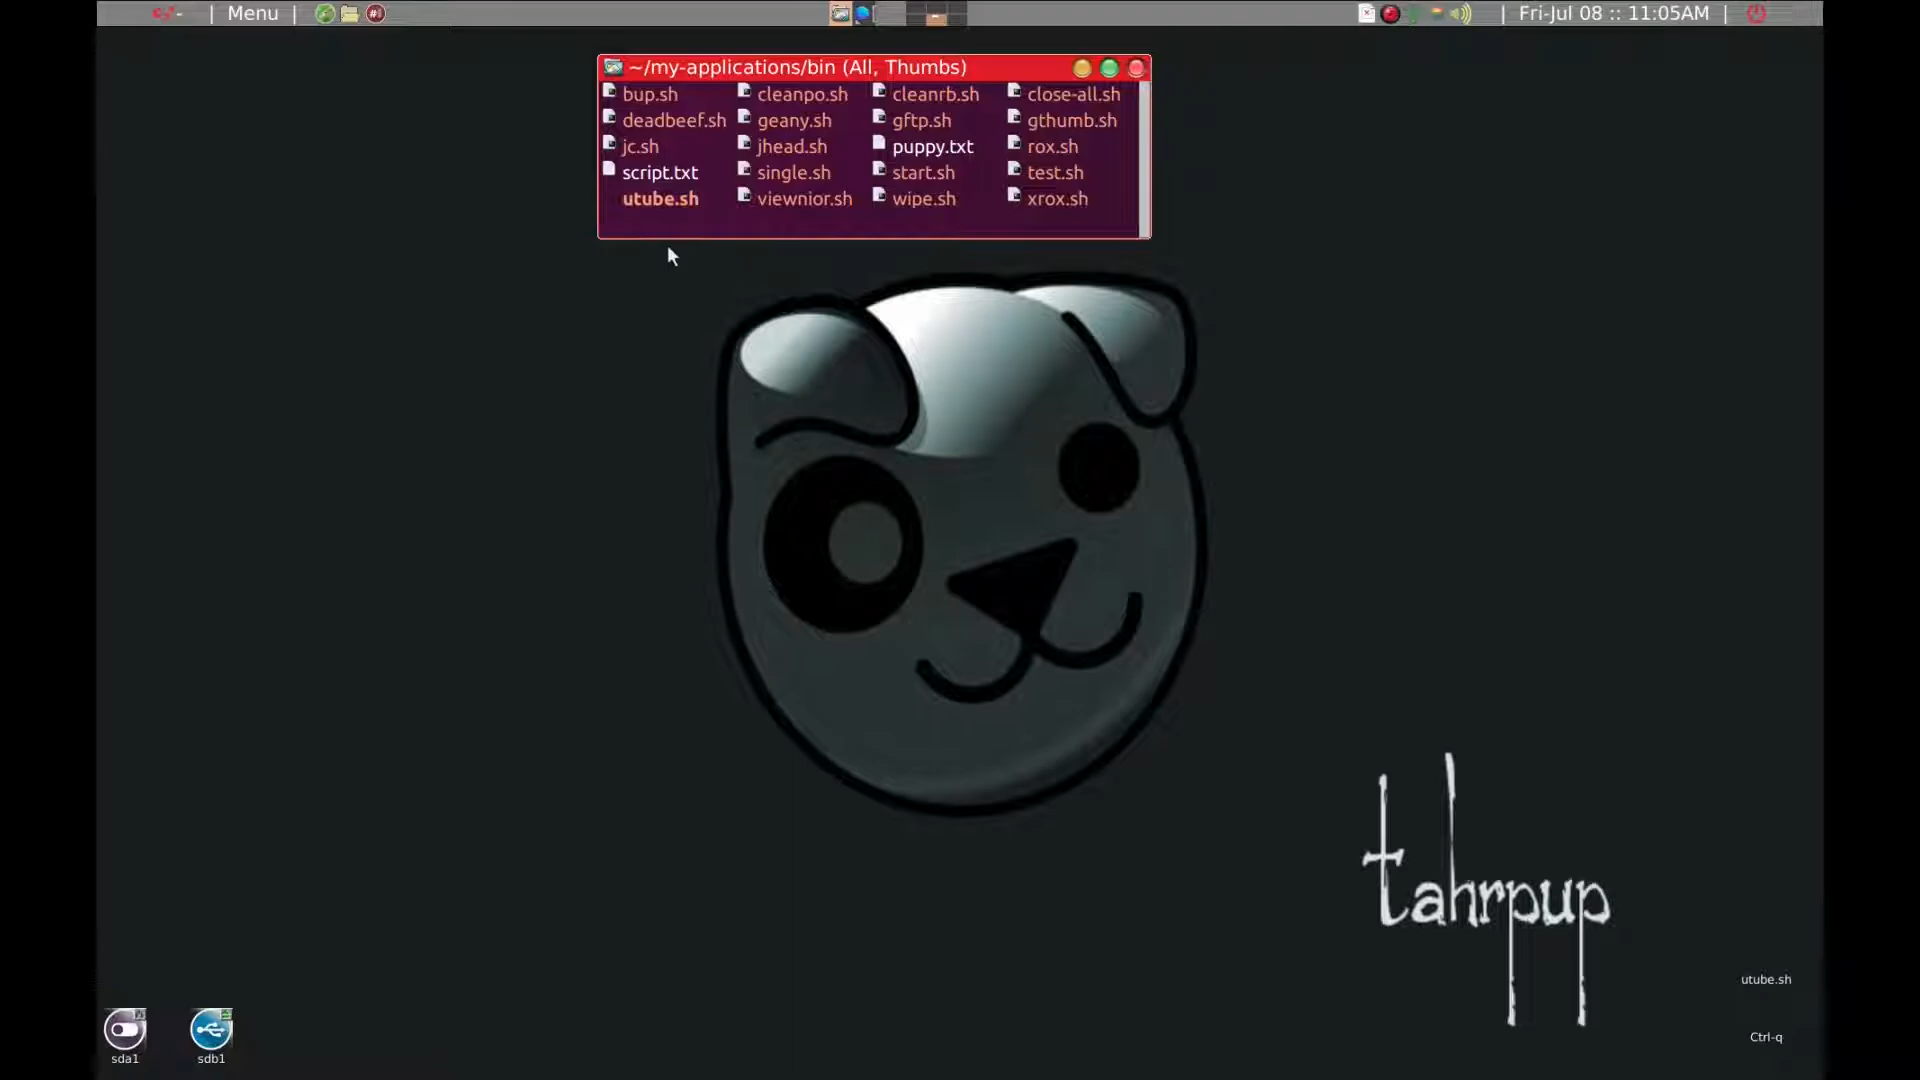 | Menu |
| Fri-Jul 08 :: 11:05AM |
~/my-applications/bin (All, Thumbs)
bup.sh cleanpo.sh cleanrb.sh close-all.sh
deadbeef.sh geany.sh gftp.sh gthumb.sh
jc.sh jhead.sh puppy.txt rox.sh
script.txt single.sh start.sh test.sh
utube.sh viewnior.sh wipe.sh xrox.sh
tahrpup
utube.sh
Ctrl-q
sda1 sdb1